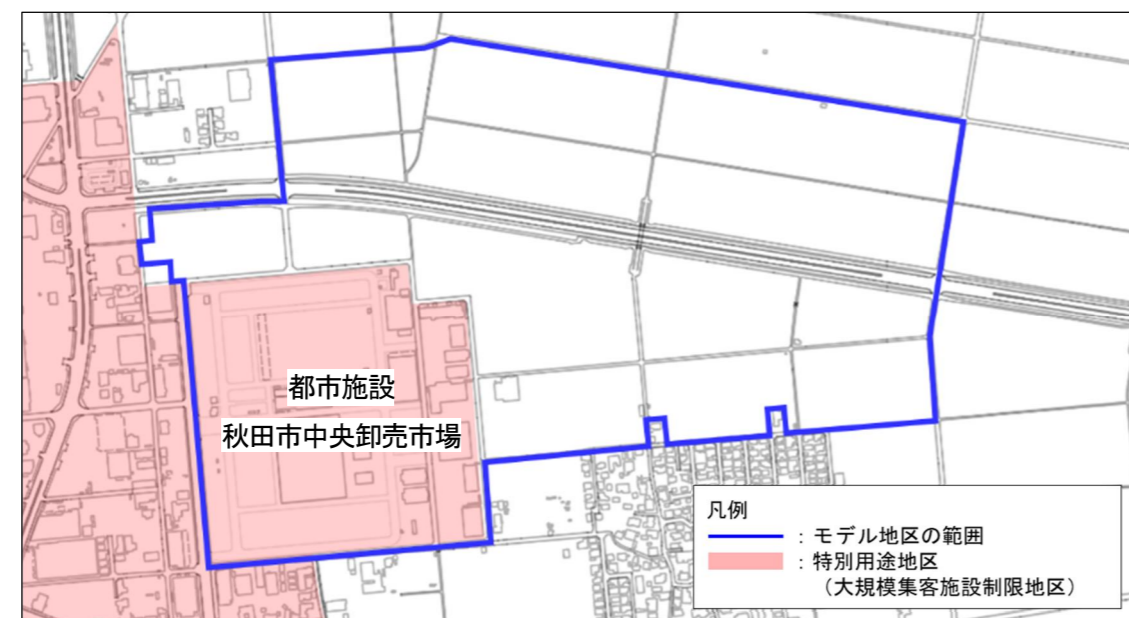 都市施設
秋田市中央卸売市場
凡例
：モデル地区の範囲
：特別用途地区
（大規模集客施設制限地区）